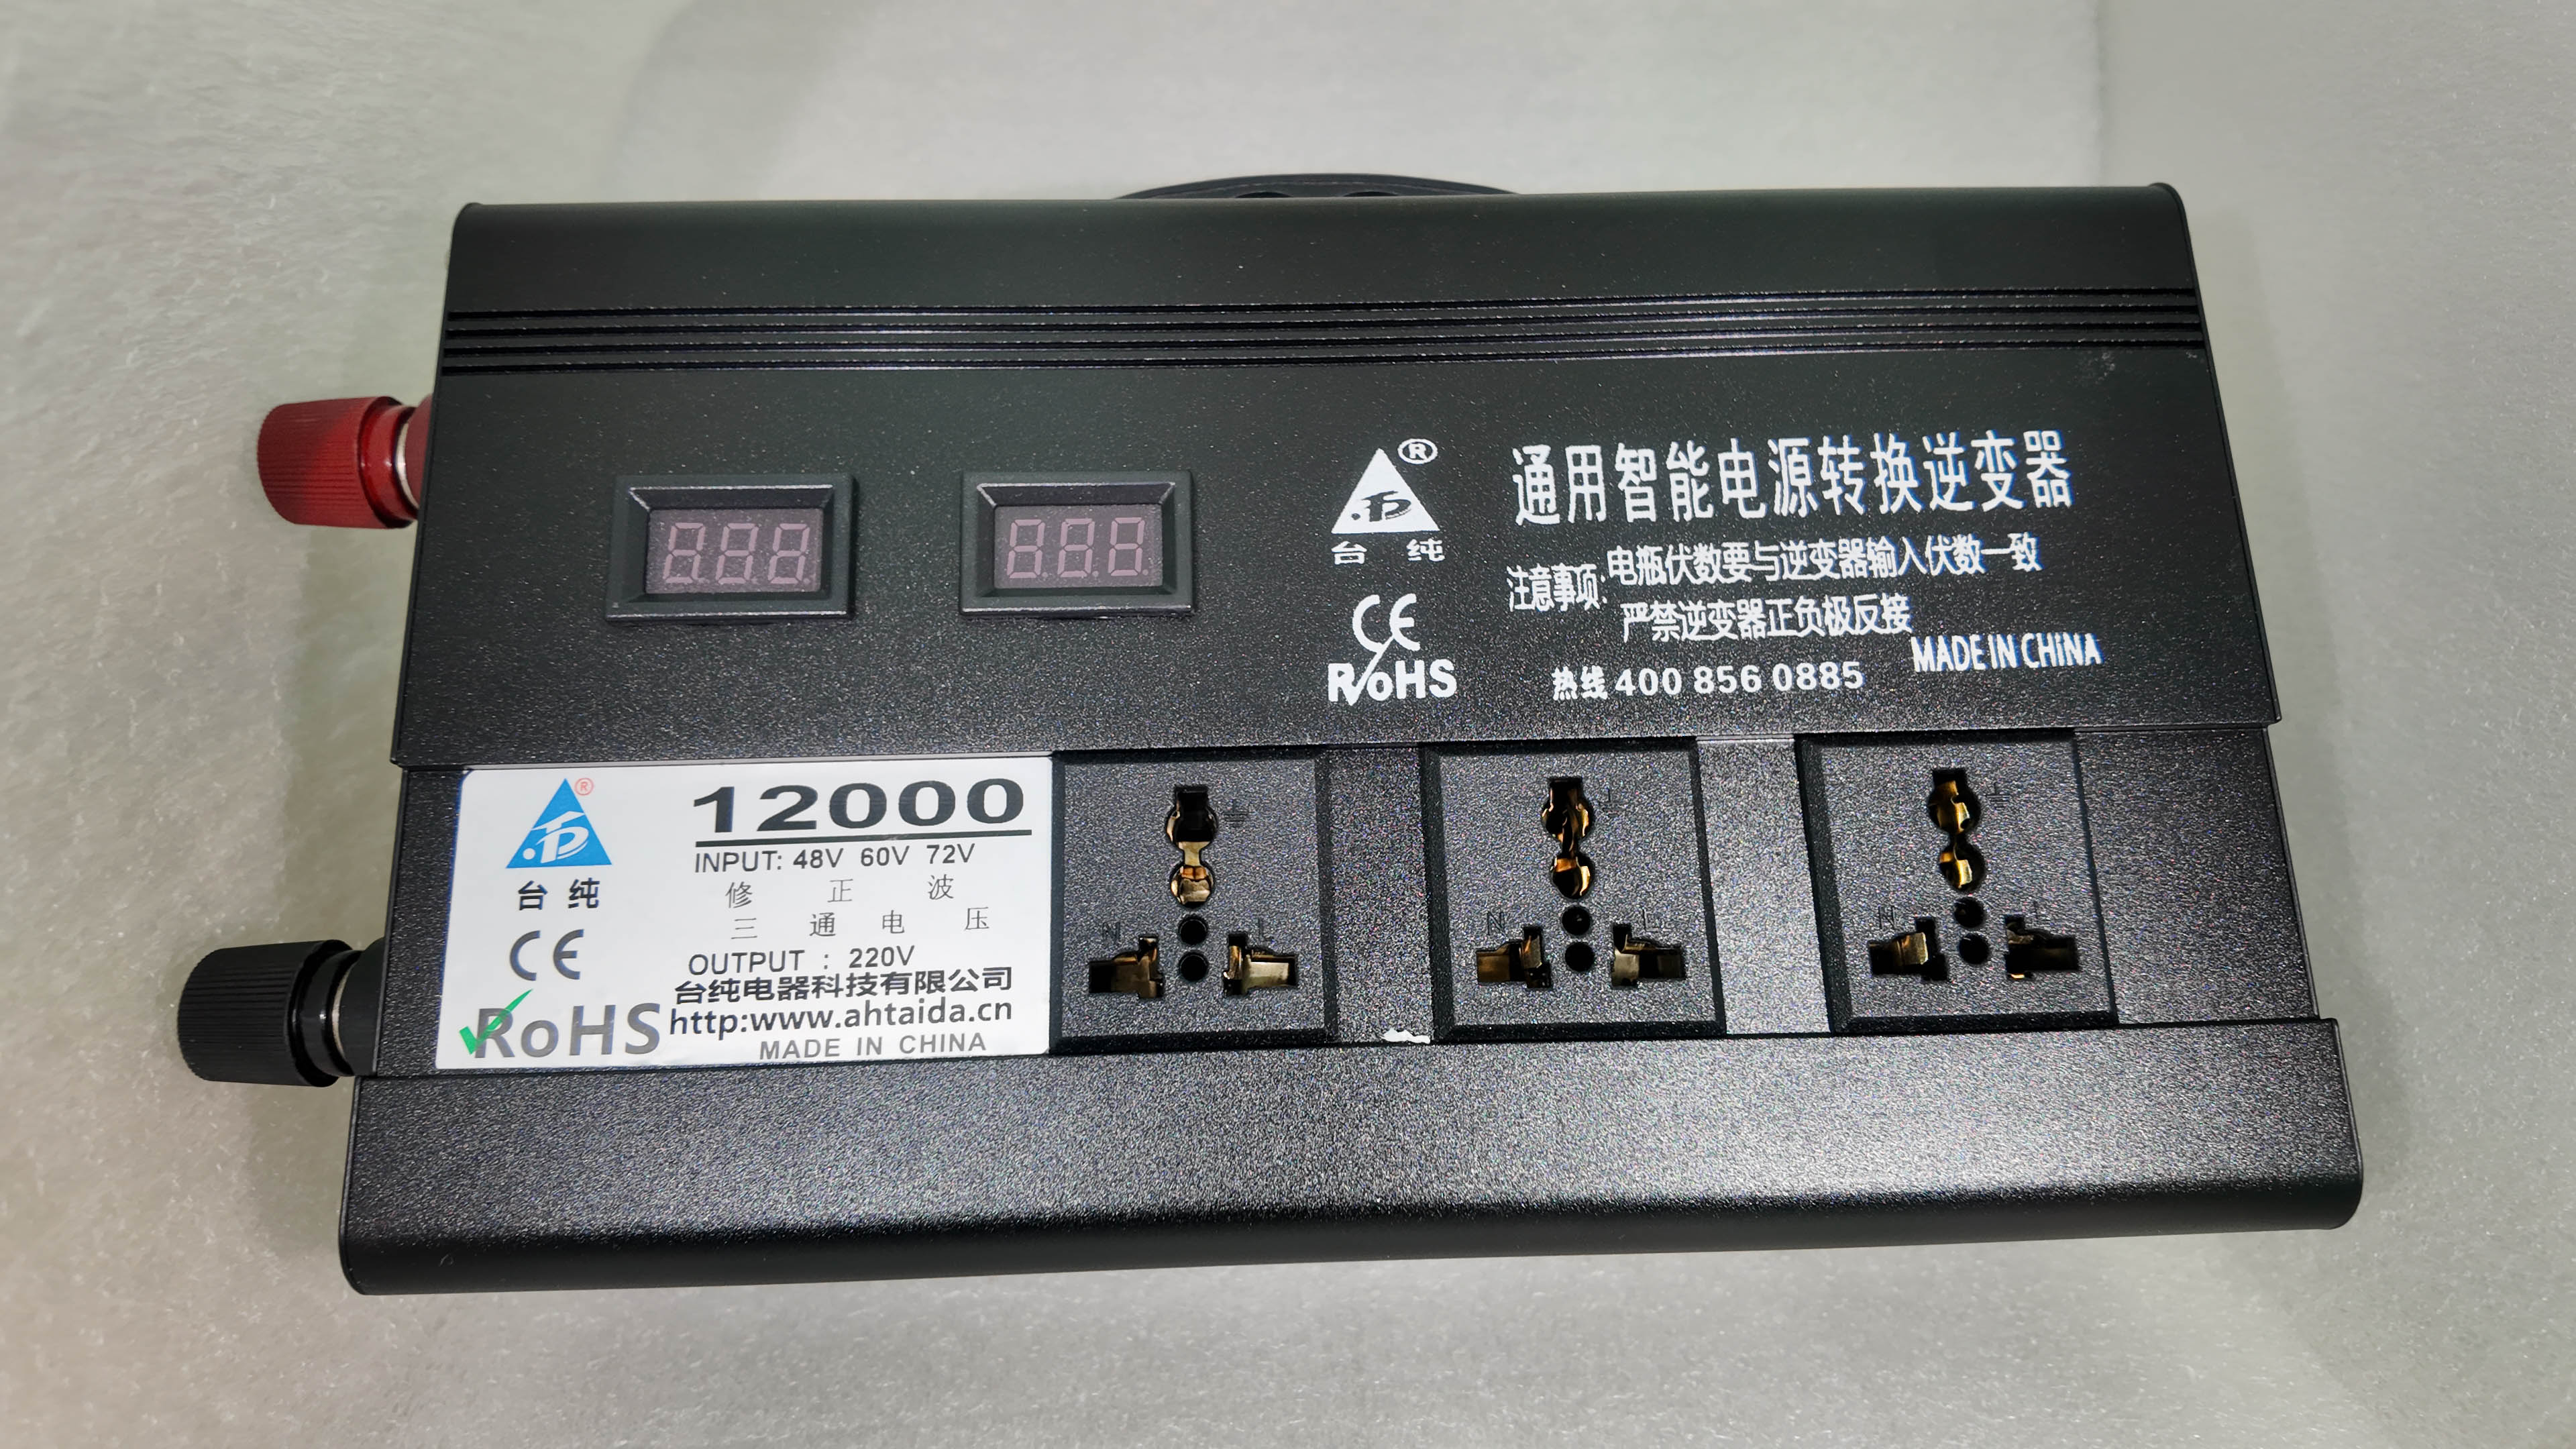 通用智能电源转换逆变器
®
台 纯
注意事项: 电瓶伏数要与逆变器输入伏数一致
严禁逆变器正负极反接
CE
RoHS
热线 400 856 0885
MADE IN CHINA
®
台 纯
CE
RoHS
12000
INPUT: 48V 60V 72V
修 正 波
三 通 电 压
OUTPUT : 220V
台纯电器科技有限公司
http:www.ahtaida.cn
MADE IN CHINA
N L
N L
N L